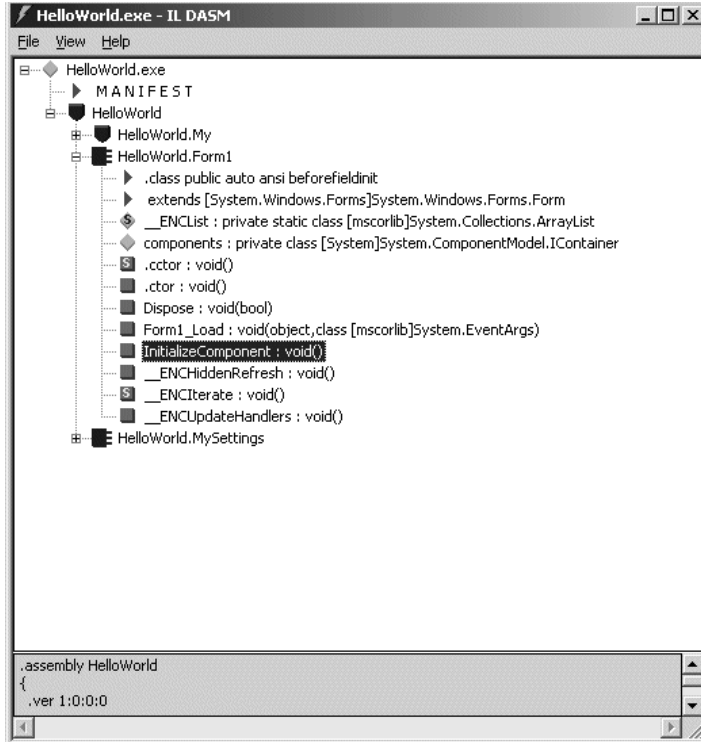 HelloWorld.exe - IL DASM
File View Help
HelloWorld.exe
MANIFEST
HelloWorld
HelloWorld.My
HelloWorld.Form1
.class public auto ansi beforefieldinit
extends [System.Windows.Forms]System.Windows.Forms.Form
S __ENCList : private static class [mscorlib]System.Collections.ArrayList
components : private class [System]System.ComponentModel.IContainer
S .cctor : void()
.ctor : void()
Dispose : void(bool)
Form1_Load : void(object,class [mscorlib]System.EventArgs)
InitializeComponent : void()
__ENCHiddenRefresh : void()
S __ENCIterate : void()
__ENCUpdateHandlers : void()
HelloWorld.MySettings
.assembly HelloWorld
{
.ver 1:0:0:0